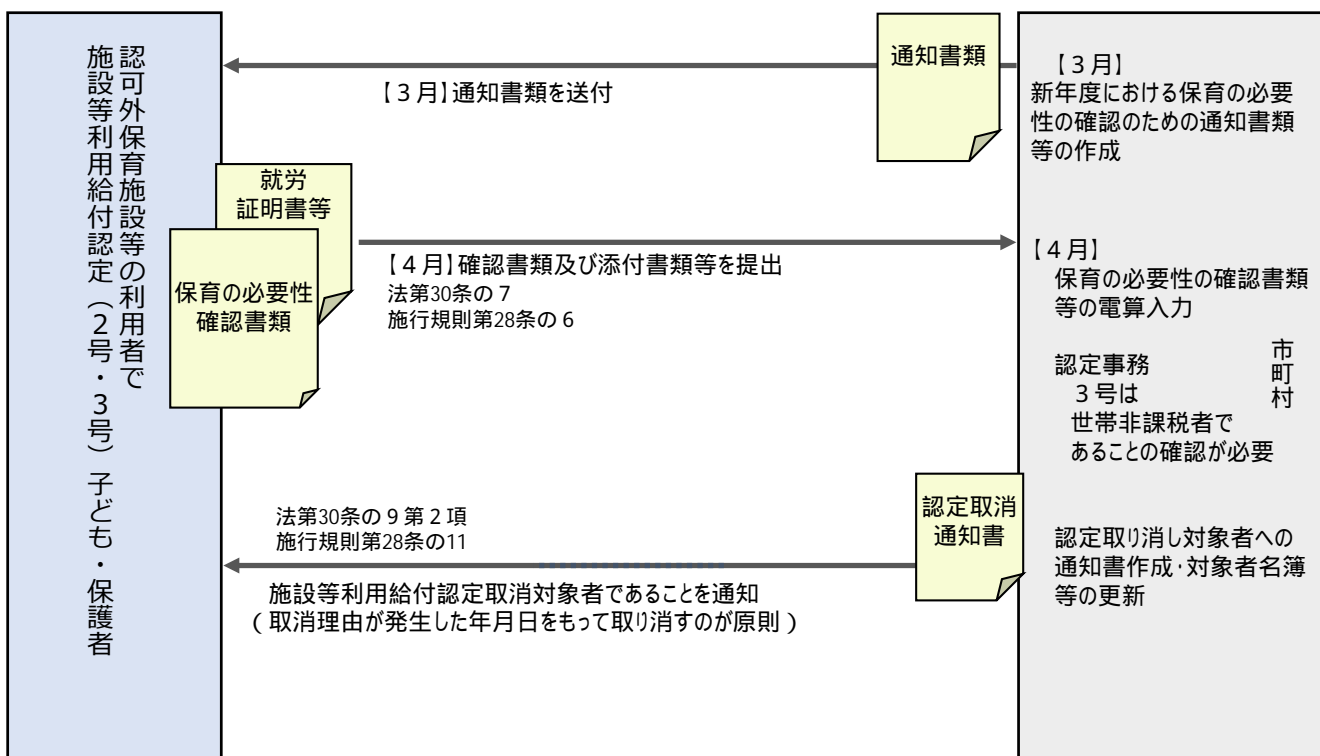 認可外保育施設等の利用者で
施設等利用給付認定（2号・3号）子ども・保護者
通知書類
【3月】通知書類を送付
【3月】
新年度における保育の必要
性の確認のための通知書類
等の作成
就労
証明書等
保育の必要性
確認書類
【4月】確認書類及び添付書類等を提出
法第30条の7
施行規則第28条の6
【4月】
保育の必要性の確認書類
等の電算入力
認定事務
3号は
世帯非課税者で
あることの確認が必要
市町村
認定取消
通知書
法第30条の9第2項
施行規則第28条の11
施設等利用給付認定取消対象者であることを通知
（取消理由が発生した年月日をもって取り消すのが原則）
認定取り消し対象者への
通知書作成・対象者名簿
等の更新